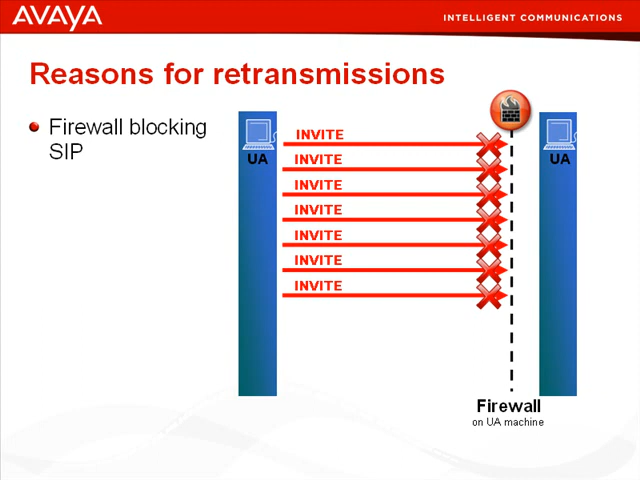 AVAYA
INTELLIGENT COMMUNICATIONS
Reasons for retransmissions
Firewall blocking
SIP
UA
INVITE
INVITE
INVITE
INVITE
INVITE
INVITE
INVITE
UA
Firewall
on UA machine